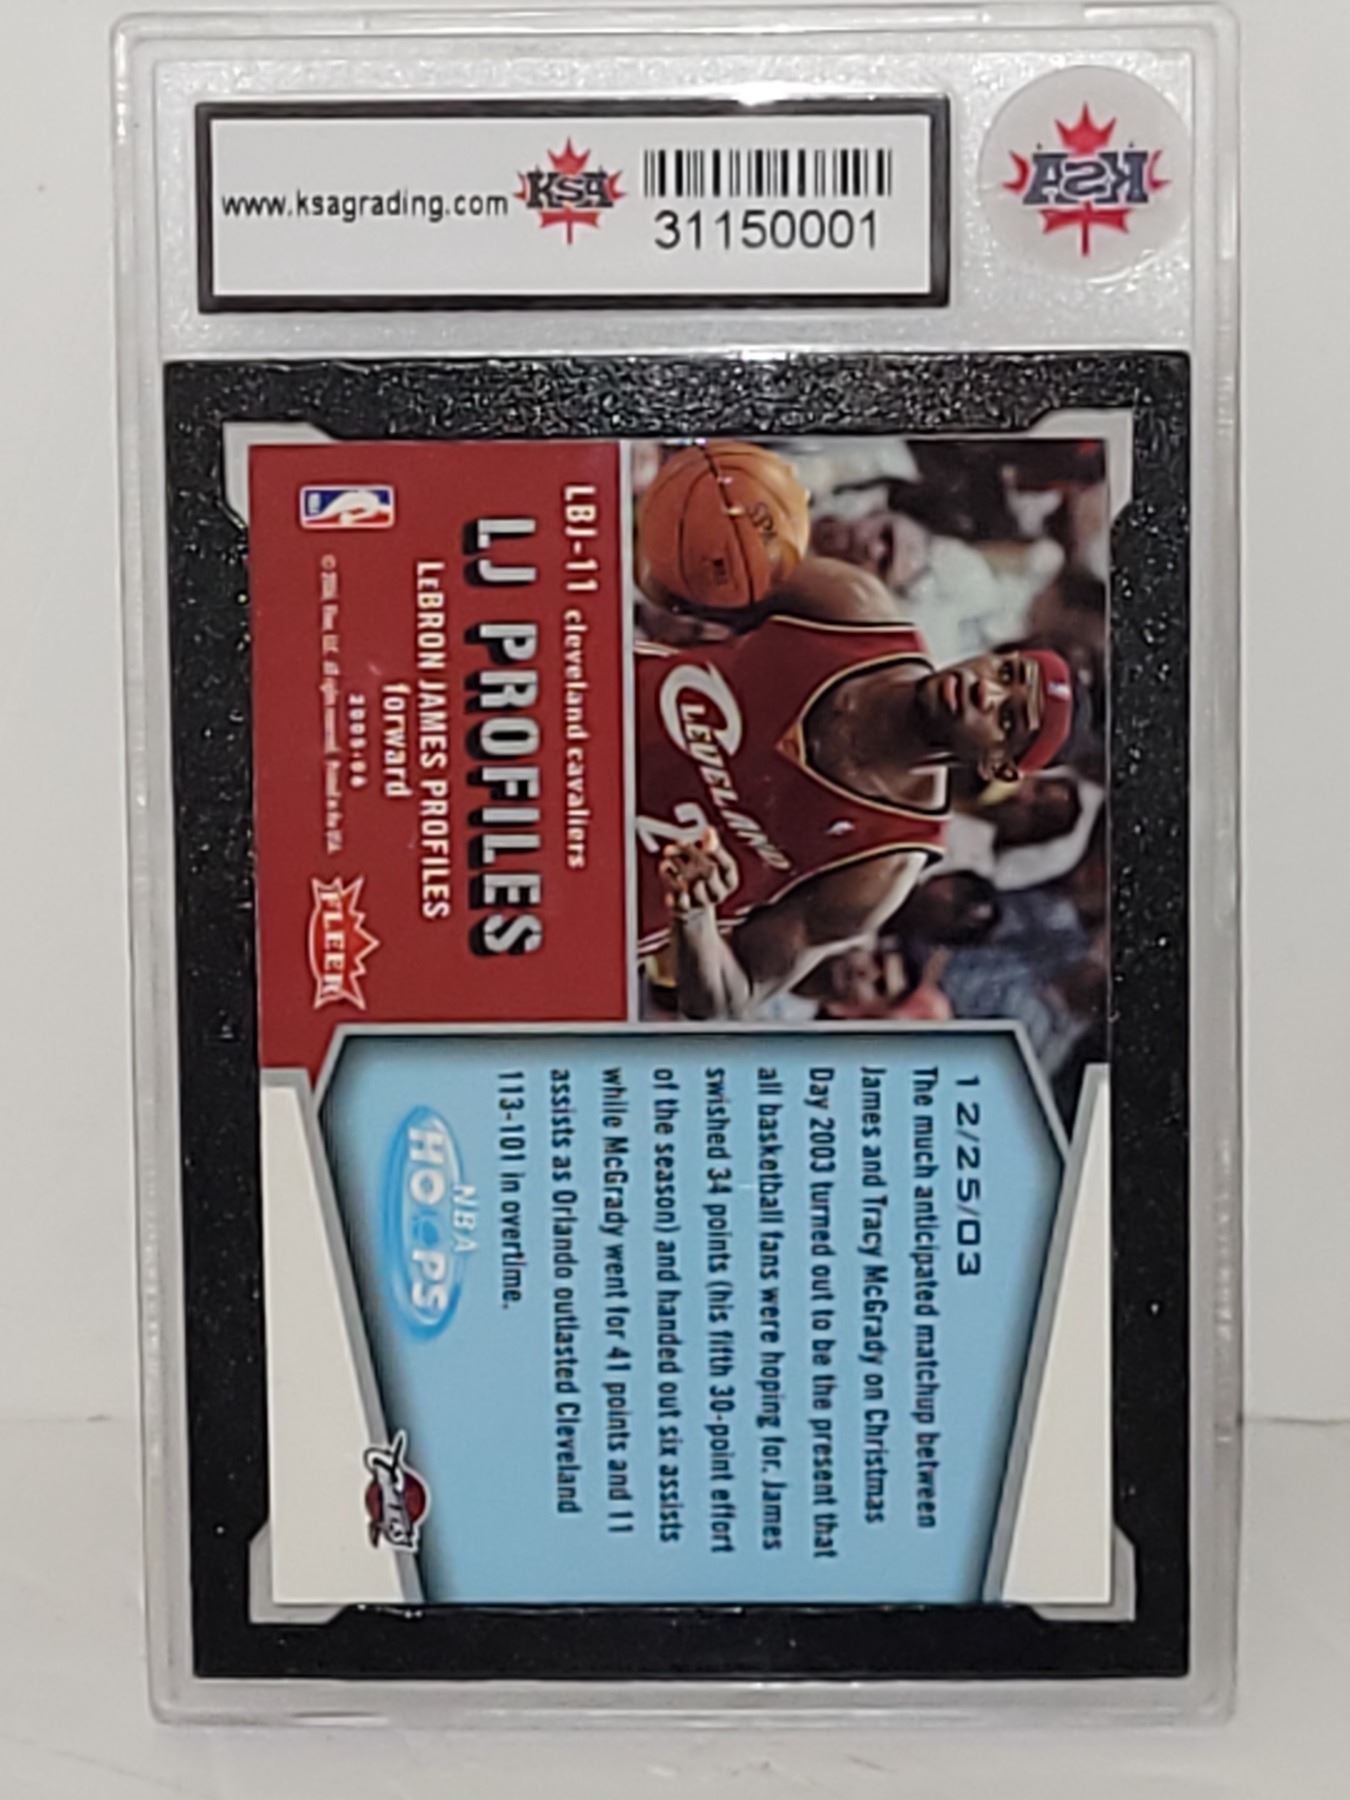 www.ksagrading.com
KSA
31150001
KSA
LBJ-11 cleveland cavaliers
LJ PROFILES
LeBRON JAMES PROFILES
forward
2005-06
FLEER
SPA
CLEVELAND
2
12/25/03
The much anticipated matchup between
James and Tracy McGrady on Christmas
Day 2003 turned out to be the present that
all basketball fans were hoping for. James
swished 34 points (his fifth 30-point effort
of the season) and handed out six assists
while McGrady went for 41 points and 11
assists as Orlando outlasted Cleveland
113-101 in overtime.
NBA
HOOPS